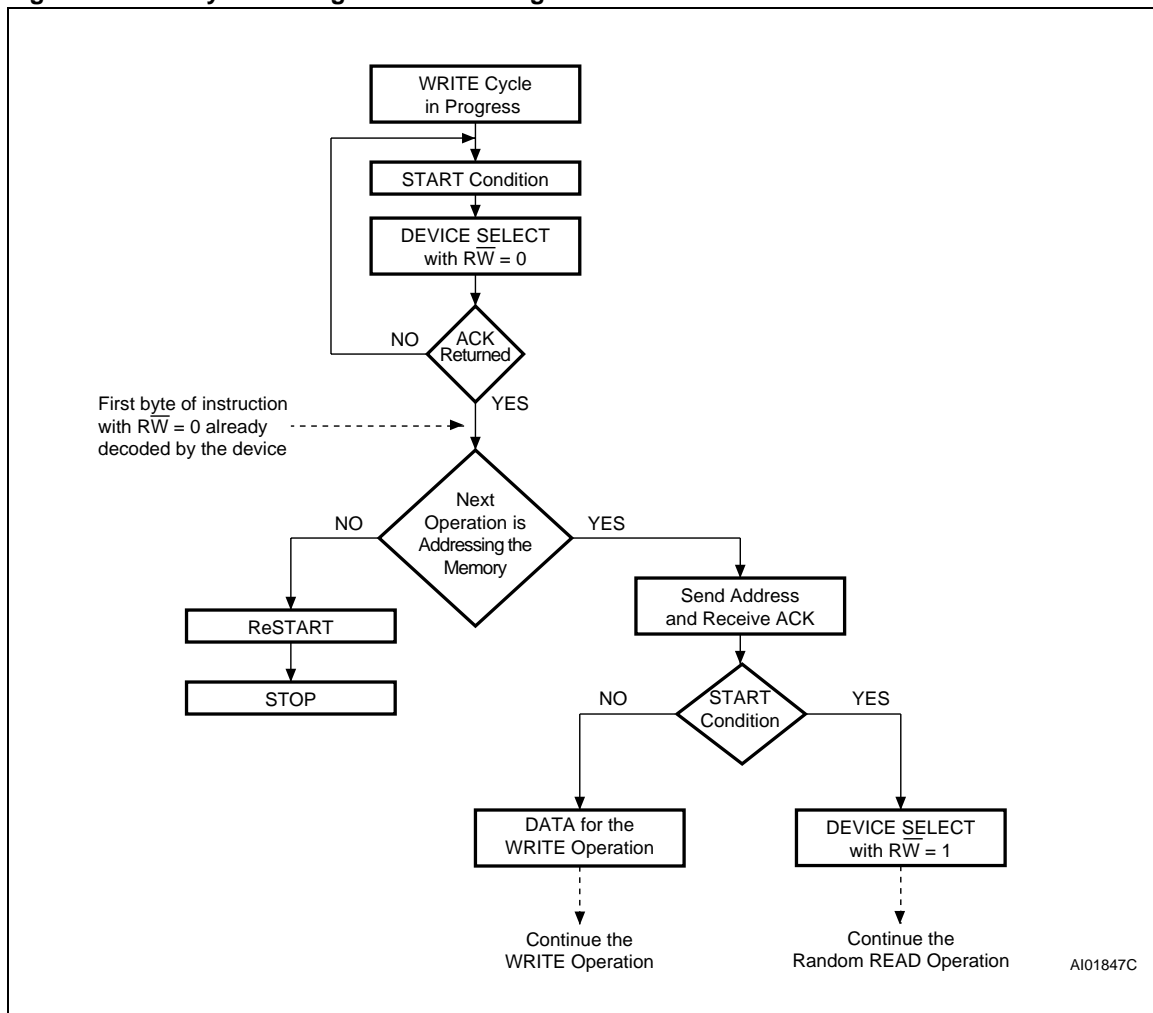 WRITE Cycle
in Progress
START Condition
DEVICE SELECT
with RW̅ = 0
NO
ACK
Returned
YES
First byte of instruction
with RW̅ = 0 already
decoded by the device
Next
Operation is
Addressing the
Memory
NO
YES
ReSTART
STOP
Send Address
and Receive ACK
NO
START
Condition
YES
DATA for the
WRITE Operation
DEVICE SELECT
with RW̅ = 1
Continue the
WRITE Operation
Continue the
Random READ Operation
AI01847C